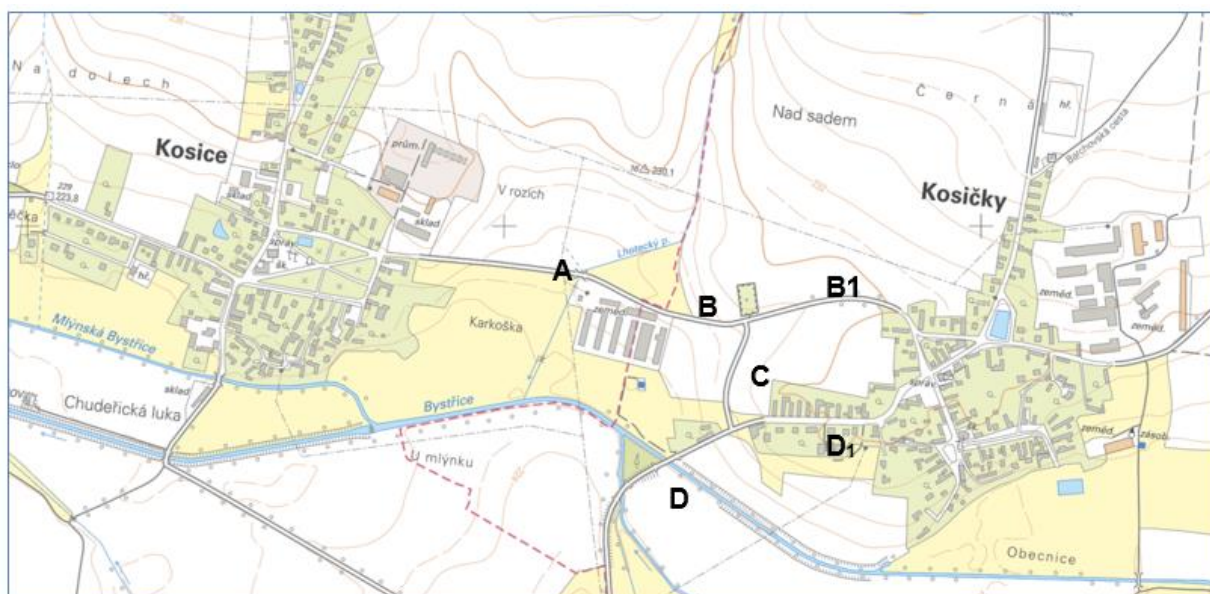 Na dolech
Kosice
229
223,8
ěčka
hř.
sklad
správ.
šk.
prům.
sklad
V rozích
230,1
Nad sadem
Černá
hř.
Barchovská cesta
Kosičky
Lhotecký p.
A
B
B1
zeměd.
Karkoška
C
Mlýnská Bystřice
sklad
Chudeřická luka
Bystřice
U mlýnku
D
D1
správ.
zeměd.
zeměd.
zeměd.
zásob.
Obecnice